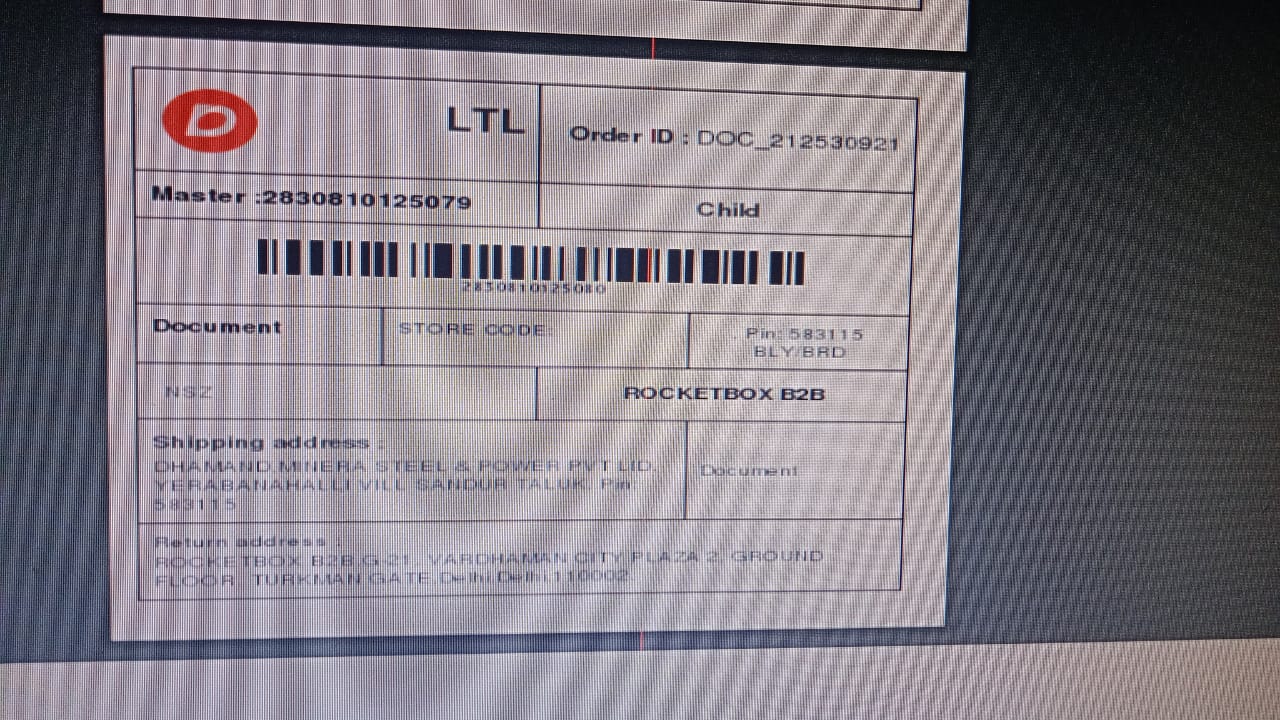 LTL
Order ID : DOC_212530921
Master :2830810125079
Child
2830810125080
Document
STORE CODE:
Pin: 583115
BLY/BRD
NSZ
ROCKETBOX B2B
Shipping address :
DHAMAND MINERA STEEL & POWER PVT LTD,
YERABANAHALLI VILL SANDUR TALUK, Pin:
583115
Document
Return address :
ROCKETBOX B2B,G-21, VARDHAMAN CITY PLAZA 2, GROUND
FLOOR, TURKMAN GATE,Delhi,Delhi,110002